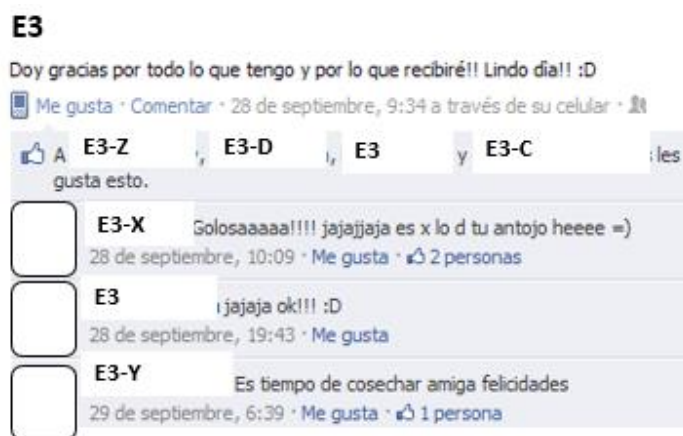 E3
Doy gracias por todo lo que tengo y por lo que recibiré!! Lindo día!! :D
Me gusta · Comentar · 28 de septiembre, 9:34 a través de su celular ·
A E3-Z , E3-D , E3 y E3-C les
gusta esto.
E3-X Golosaaaaa!!!! jajajjaja es x lo d tu antojo heeee =)
28 de septiembre, 10:09 · Me gusta · 2 personas
E3 jajaja ok!!! :D
28 de septiembre, 19:43 · Me gusta
E3-Y Es tiempo de cosechar amiga felicidades
29 de septiembre, 6:39 · Me gusta · 1 persona